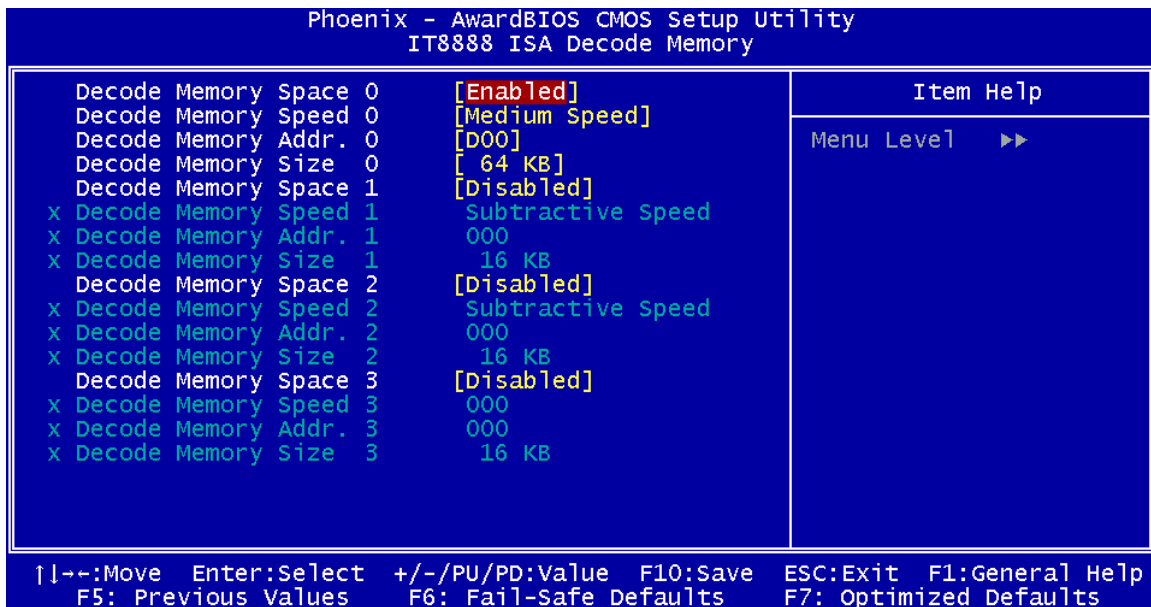 Phoenix - AwardBIOS CMOS Setup Utility
IT8888 ISA Decode Memory
Decode Memory Space 0 [Enabled]
Decode Memory Speed 0 [Medium Speed]
Decode Memory Addr. 0 [D00]
Decode Memory Size 0 [ 64 KB]
Decode Memory Space 1 [Disabled]
x Decode Memory Speed 1 Subtractive Speed
x Decode Memory Addr. 1 000
x Decode Memory Size 1 16 KB
Decode Memory Space 2 [Disabled]
x Decode Memory Speed 2 Subtractive Speed
x Decode Memory Addr. 2 000
x Decode Memory Size 2 16 KB
Decode Memory Space 3 [Disabled]
x Decode Memory Speed 3 000
x Decode Memory Addr. 3 000
x Decode Memory Size 3 16 KB
Item Help
Menu Level ▶▶
↑↓→←:Move Enter:Select +/-/PU/PD:Value F10:Save ESC:Exit F1:General Help
F5: Previous Values F6: Fail-Safe Defaults F7: Optimized Defaults